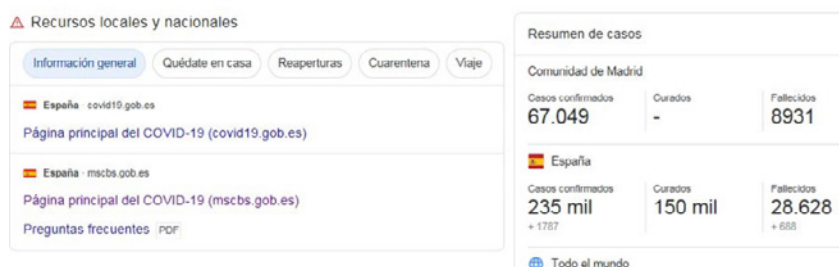 Recursos locales y nacionales
Información general Quédate en casa Reaperturas Cuarentena Viaje
España · covid19.gob.es
Página principal del COVID-19 (covid19.gob.es)
España · mscbs.gob.es
Página principal del COVID-19 (mscbs.gob.es)
Preguntas frecuentes PDF
Resumen de casos
Comunidad de Madrid
Casos confirmados Curados Fallecidos
67.049 - 8931
España
Casos confirmados Curados Fallecidos
235 mil 150 mil 28.628
+ 1787 + 688
Todo el mundo